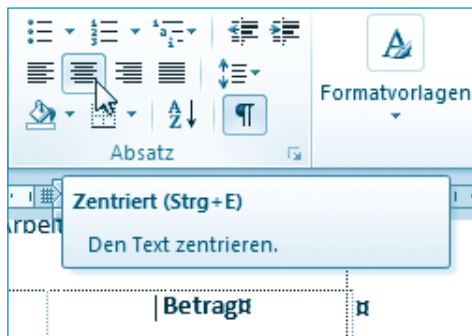 Formatvorlagen
Absatz
Zentriert (Strg+E)
Den Text zentrieren.
Betrag¤
¤